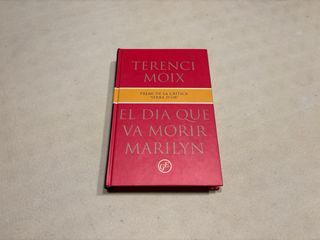 TERENCI
MOIX
PREMI DE LA CRÍTICA
"SERRA D'OR"
EL DIA QUE
VA MORIR
MARILYN